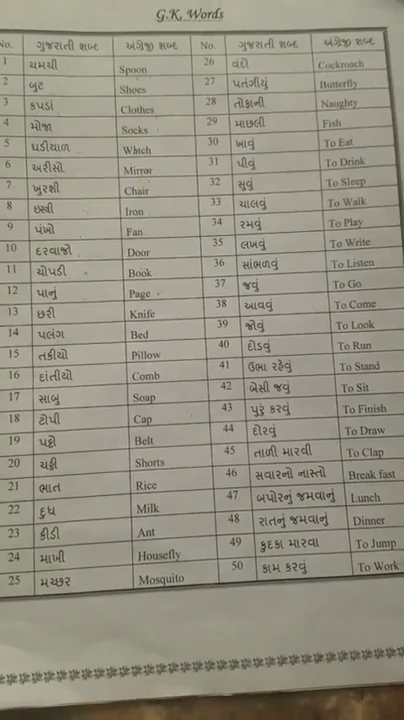 G.K. Words
No. ગુજરાતી શબ્દ અંગ્રેજી શબ્દ No. ગુજરાતી શબ્દ અંગ્રેજી શબ્દ
1 ચમચી Spoon 26 વંદો Cockroach
2 બુટ Shoes 27 પતંગીયું Butterfly
3 કપડાં Clothes 28 તોફાની Naughty
4 મોજા Socks 29 માછલી Fish
5 ઘડીયાળ Watch 30 ખાવું To Eat
6 અરીસો Mirror 31 પીવું To Drink
7 ખુરશી Chair 32 સુવું To Sleep
8 ઇસ્ત્રી Iron 33 ચાલવું To Walk
9 પંખો Fan 34 રમવું To Play
10 દરવાજો Door 35 લખવું To Write
11 ચોપડી Book 36 સાંભળવું To Listen
12 પાનું Page 37 જવું To Go
13 છરી Knife 38 આવવું To Come
14 પલંગ Bed 39 જોવું To Look
15 તકીયો Pillow 40 દોડવું To Run
16 દાંતીયો Comb 41 ઉભા રહેવું To Stand
17 સાબુ Soap 42 બેસી જવું To Sit
18 ટોપી Cap 43 પુરું કરવું To Finish
19 પટ્ટો Belt 44 દોરવું To Draw
20 ચડ્ડી Shorts 45 તાળી મારવી To Clap
21 ભાત Rice 46 સવારનો નાસ્તો Break fast
22 દુધ Milk 47 બપોરનું જમવાનું Lunch
23 કીડી Ant 48 રાતનું જમવાનું Dinner
24 માખી Housefly 49 કુદકા મારવા To Jump
25 મચ્છર Mosquito 50 કામ કરવું To Work